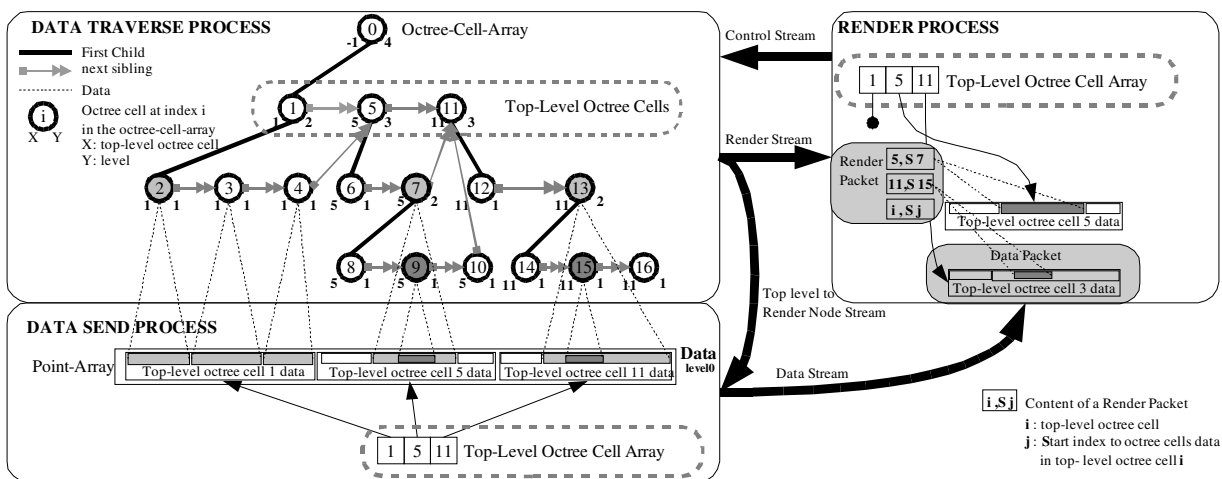 DATA TRAVERSE PROCESS
First Child
next sibling
Data
i
Octree cell at index i
in the octree-cell-array
X Y
X: top-level octree cell
Y: level
0
-1 4
Octree-Cell-Array
1 5 11
1 2 5 3 11 3
Top-Level Octree Cells
2 3 4 6 7 12 13
1 1 1 1 1 1 5 1 5 2 11 1 11 2
8 9 10 14 15 16
5 1 5 1 5 1 11 1 11 1 11 1
DATA SEND PROCESS
Point-Array
Top-level octree cell 1 data
Top-level octree cell 5 data
Top-level octree cell 11 data
Data
level0
1 5 11
Top-Level Octree Cell Array
Control Stream
Render Stream
Top level to
Render Node Stream
Data Stream
RENDER PROCESS
1 5 11
Top-Level Octree Cell Array
Render
Packet
5, S 7
11,S 15
i , S j
Top-level octree cell 5 data
Data Packet
Top-level octree cell 3 data
i ,S j
Content of a Render Packet
i : top-level cell
j : Start index to octree cells data
in top- level octree cell i